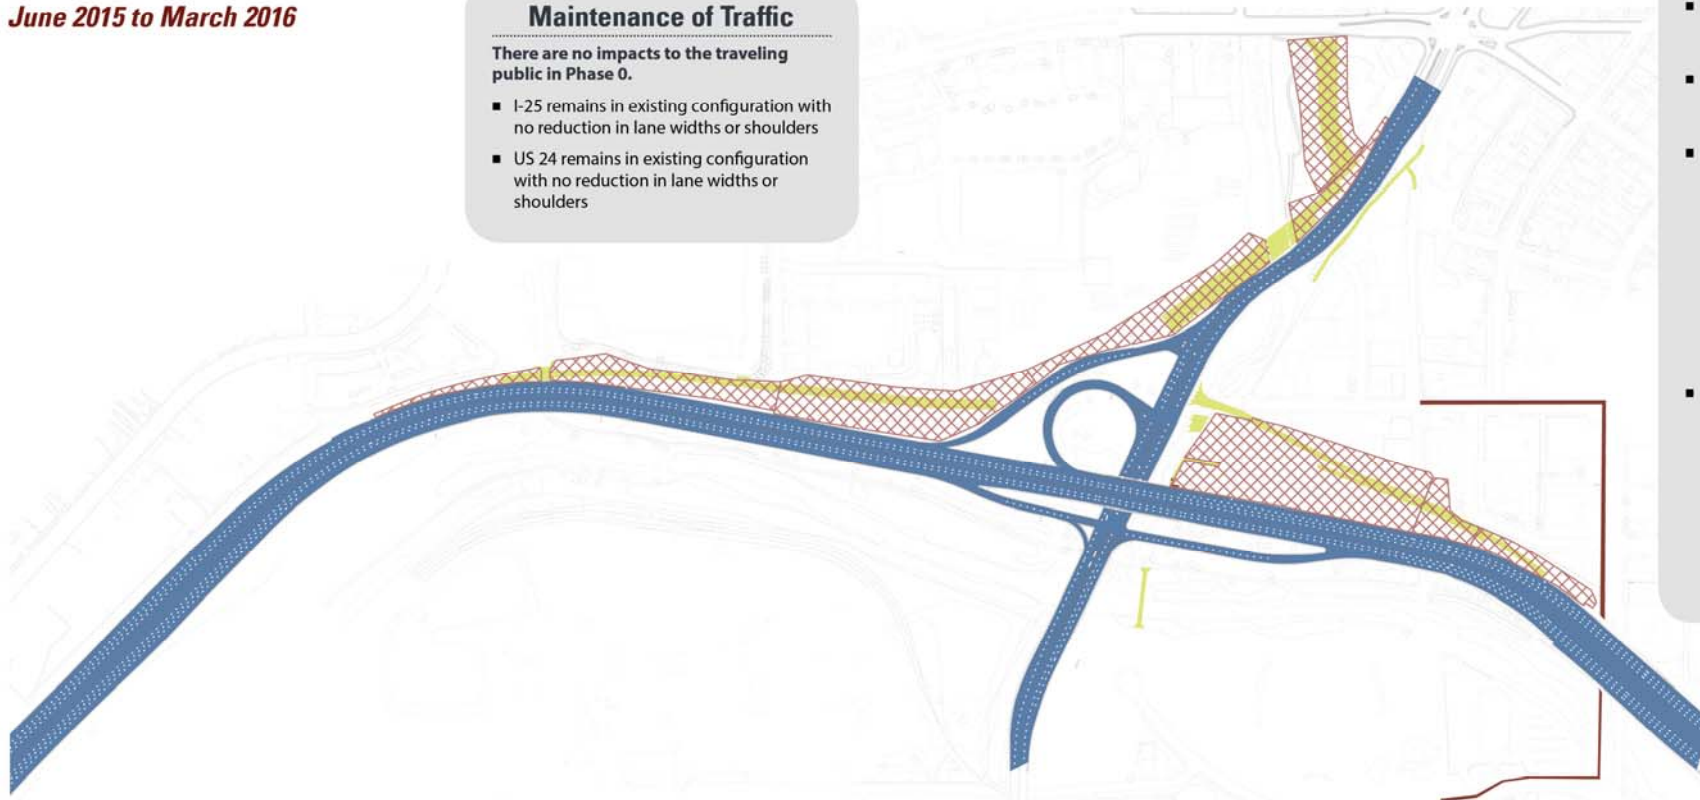 June 2015 to March 2016
Maintenance of Traffic
There are no impacts to the traveling
public in Phase 0.
▪ I-25 remains in existing configuration with
no reduction in lane widths or shoulders
▪ US 24 remains in existing configuration
with no reduction in lane widths or
shoulders